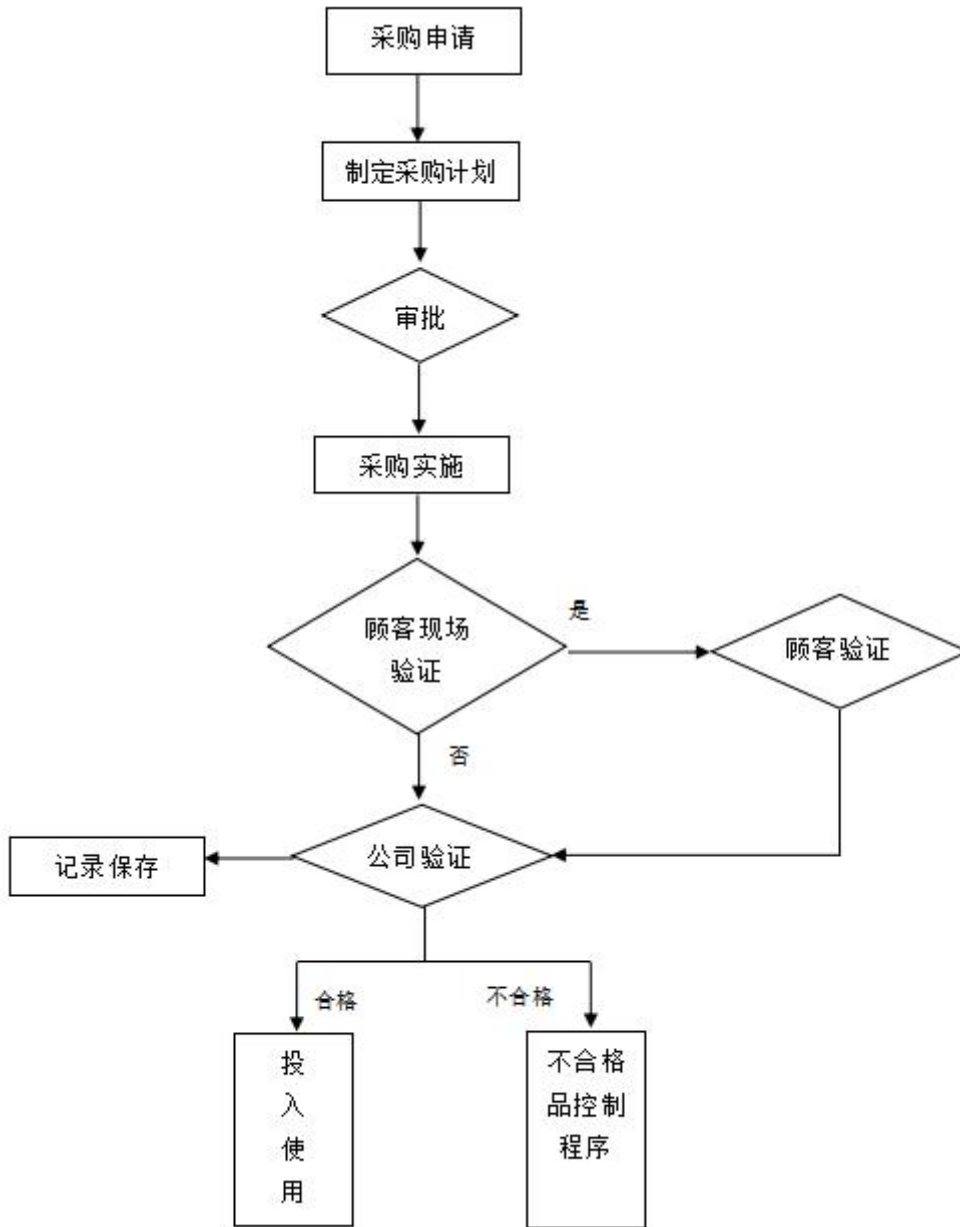 采购申请
制定采购计划
审批
采购实施
顾客现场
验证
是
顾客验证
否
公司验证
记录保存
合格
不合格
投
入
使
用
不合格
品控制
程序